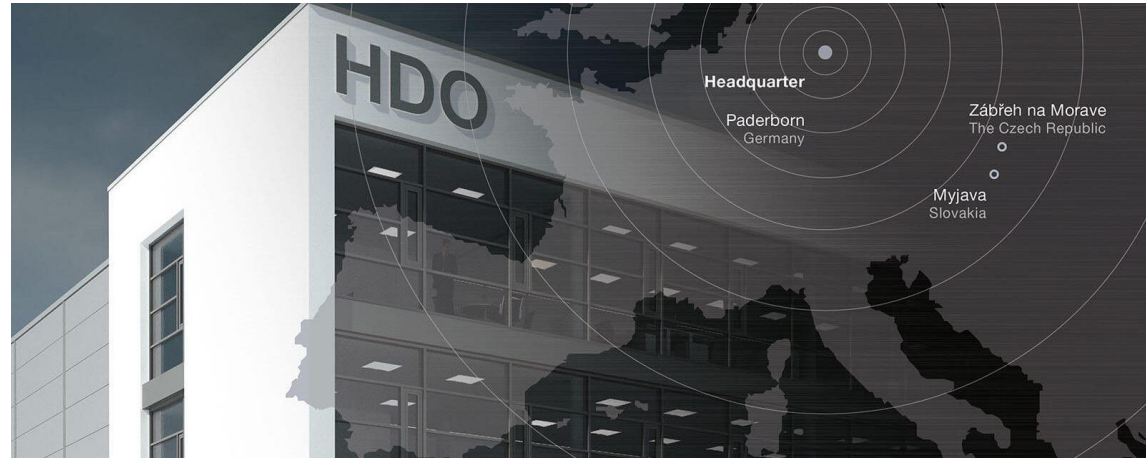 HDO
Headquarter
Paderborn
Germany
Zábřeh na Morave
The Czech Republic
Myjava
Slovakia